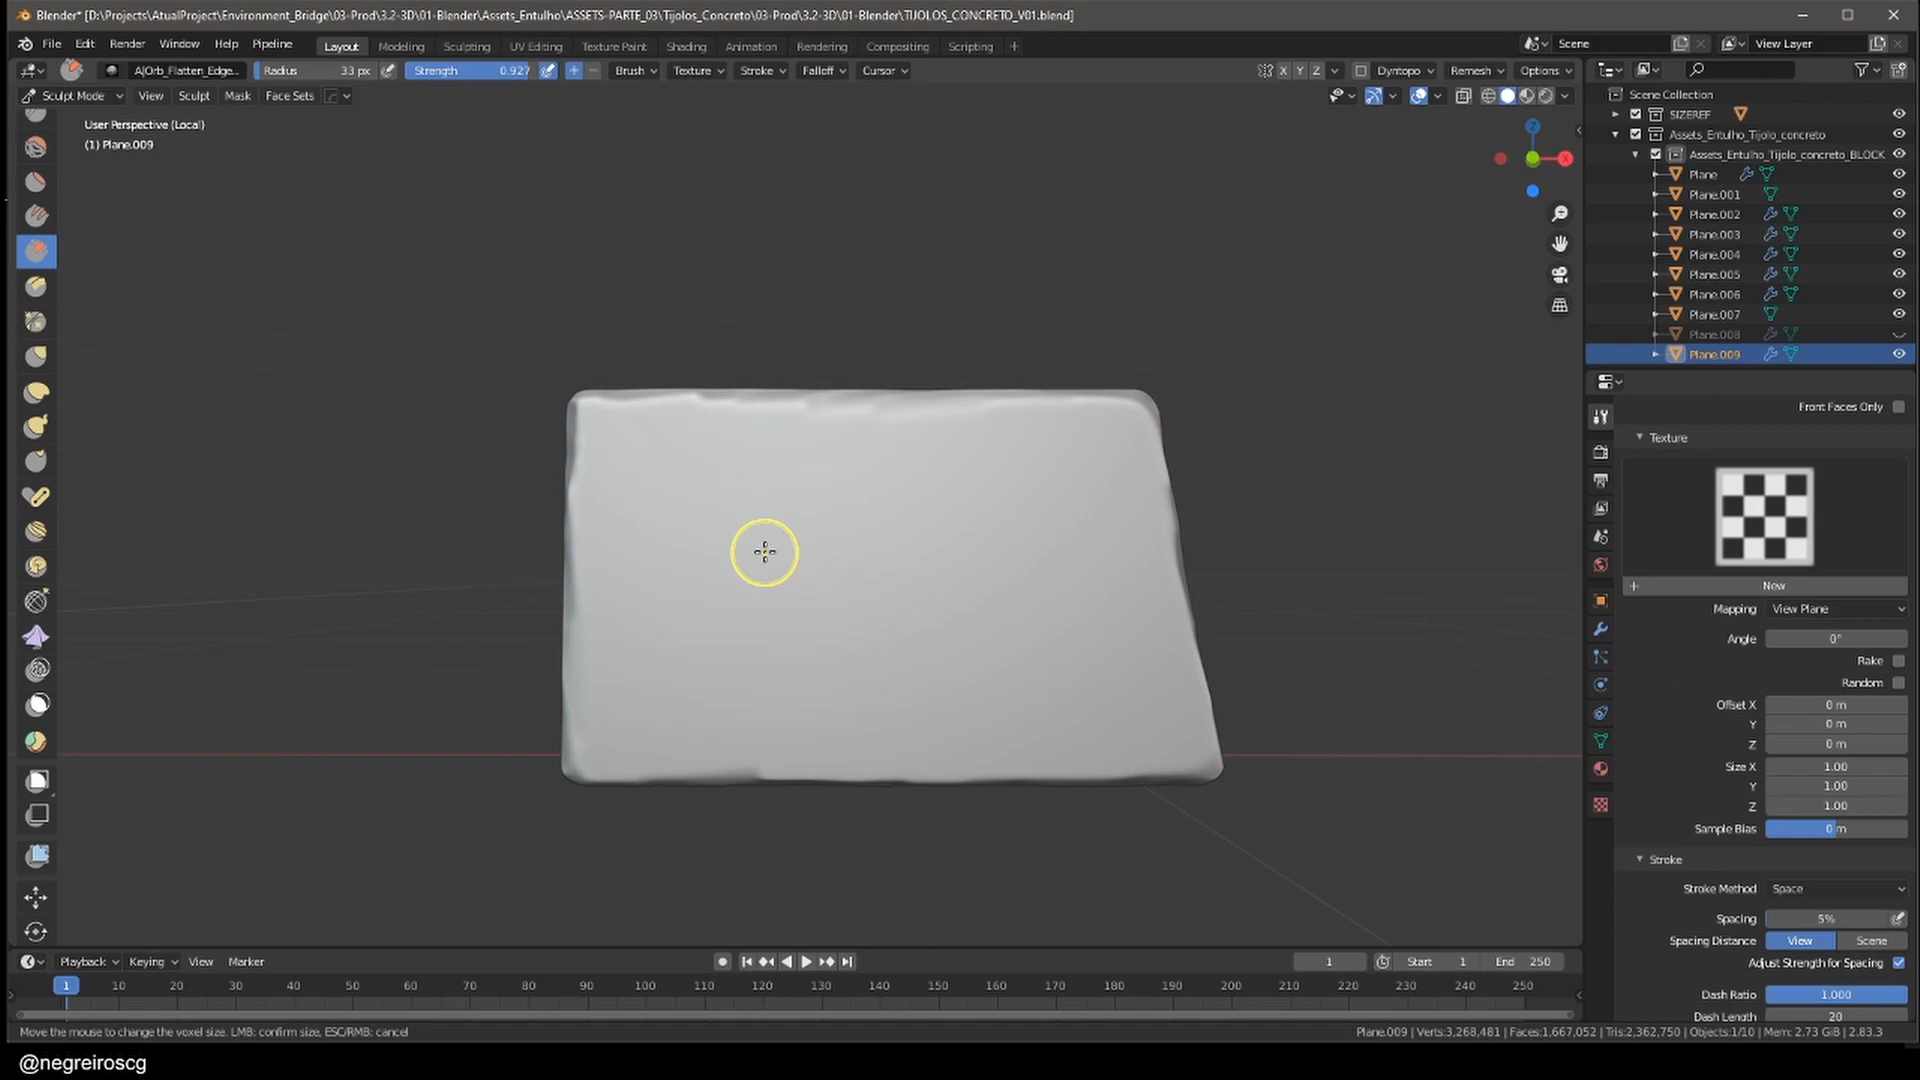 Blender* [D:\Projects\AtualProject\Environment_Bridge\03-Prod\3.2-3D\01-Blender\Assets_Entulho\ASSETS-PARTE_03\Tijolos_Concreto\03-Prod\3.2-3D\01-Blender\TIJOLOS_CONCRETO_V01.blend]
File Edit Render Window Help Pipeline Layout Modeling Sculpting UV Editing Texture Paint Shading Animation Rendering Compositing Scripting + Scene View Layer
A|Orb_Flatten_Edge... Radius 33 px Strength 0.927 Brush Texture Stroke Falloff Cursor X Y Z Dyntopo Remesh Options
Sculpt Mode View Sculpt Mask Face Sets
User Perspective (Local)
(1) Plane.009
Z
X
Scene Collection
SIZEREF
Assets_Entulho_Tijolo_concreto
Assets_Entulho_Tijolo_concreto_BLOCK
Plane
Plane.001
Plane.002
Plane.003
Plane.004
Plane.005
Plane.006
Plane.007
Plane.008
Plane.009
Front Faces Only
Texture
+ New
Mapping View Plane
Angle 0°
Rake
Random
Offset X 0 m
Y 0 m
Z 0 m
Size X 1.00
Y 1.00
Z 1.00
Sample Bias 0 m
Stroke
Stroke Method Space
Spacing 5%
Spacing Distance View Scene
Adjust Strength for Spacing
Dash Ratio 1.000
Dash Length 20
Playback Keying View Marker 1 Start 1 End 250
1 10 20 30 40 50 60 70 80 90 100 110 120 130 140 150 160 170 180 190 200 210 220 230 240 250
Move the mouse to change the voxel size. LMB: confirm size, ESC/RMB: cancel
Plane.009 | Verts:3,268,481 | Faces:1,667,052 | Tris:2,362,750 | Objects:1/10 | Mem: 2.73 GiB | 2.83.3
@negreiroscg